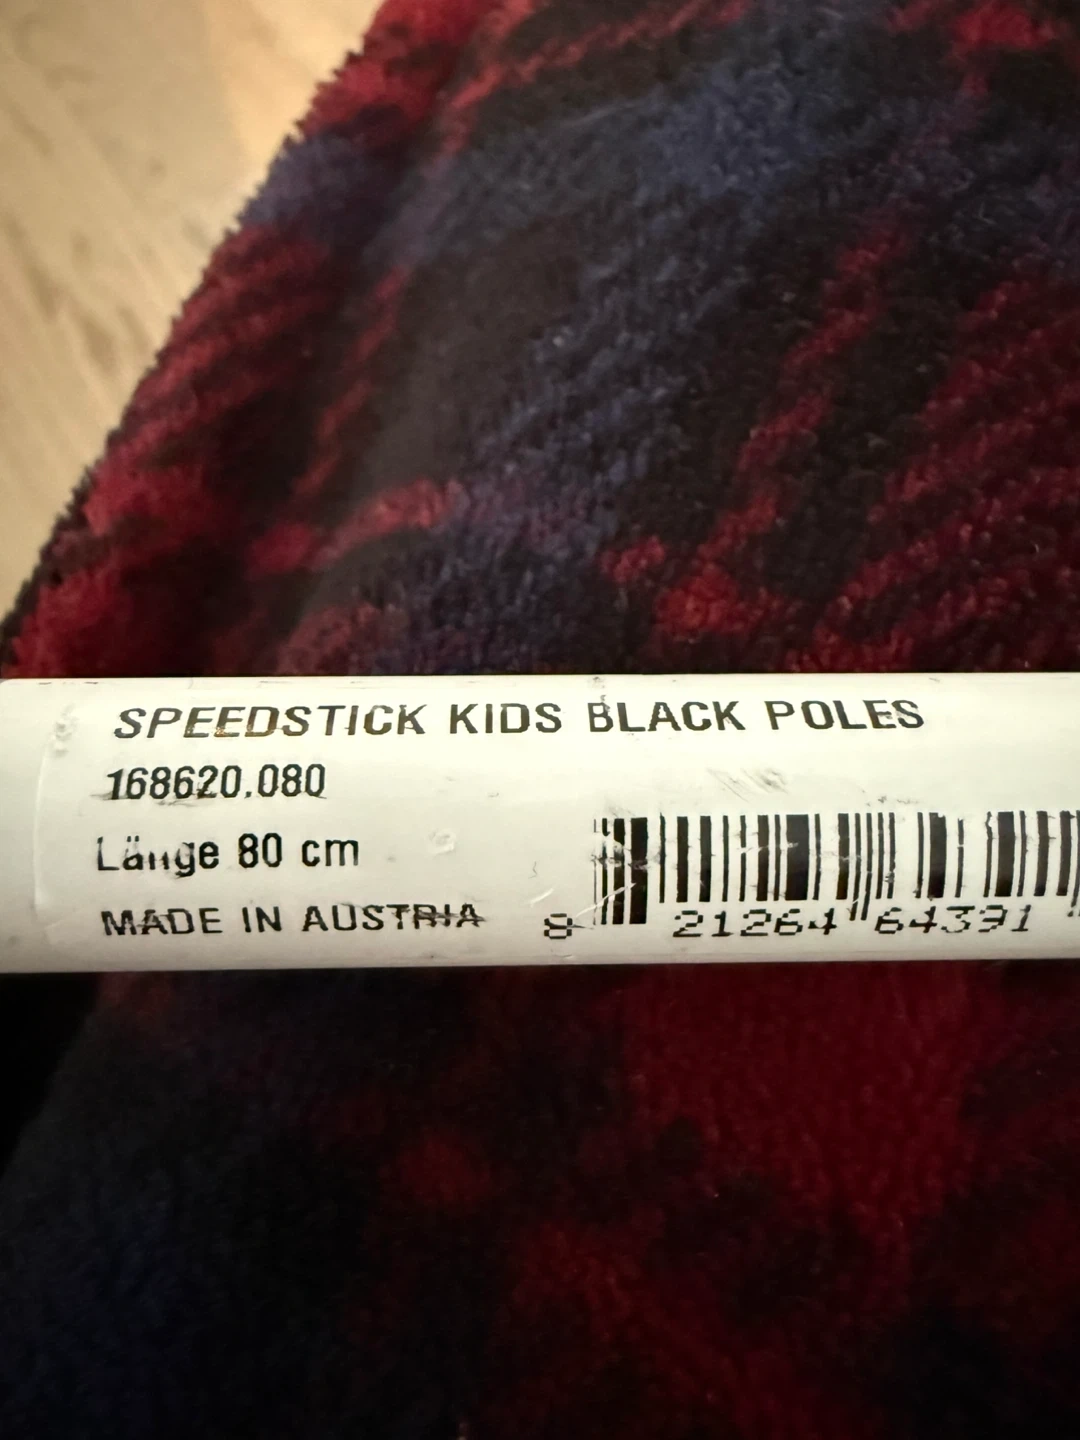 SPEEDSTICK KIDS BLACK POLES
168620.080
Länge 80 cm
MADE IN AUSTRIA
8 21264 64391